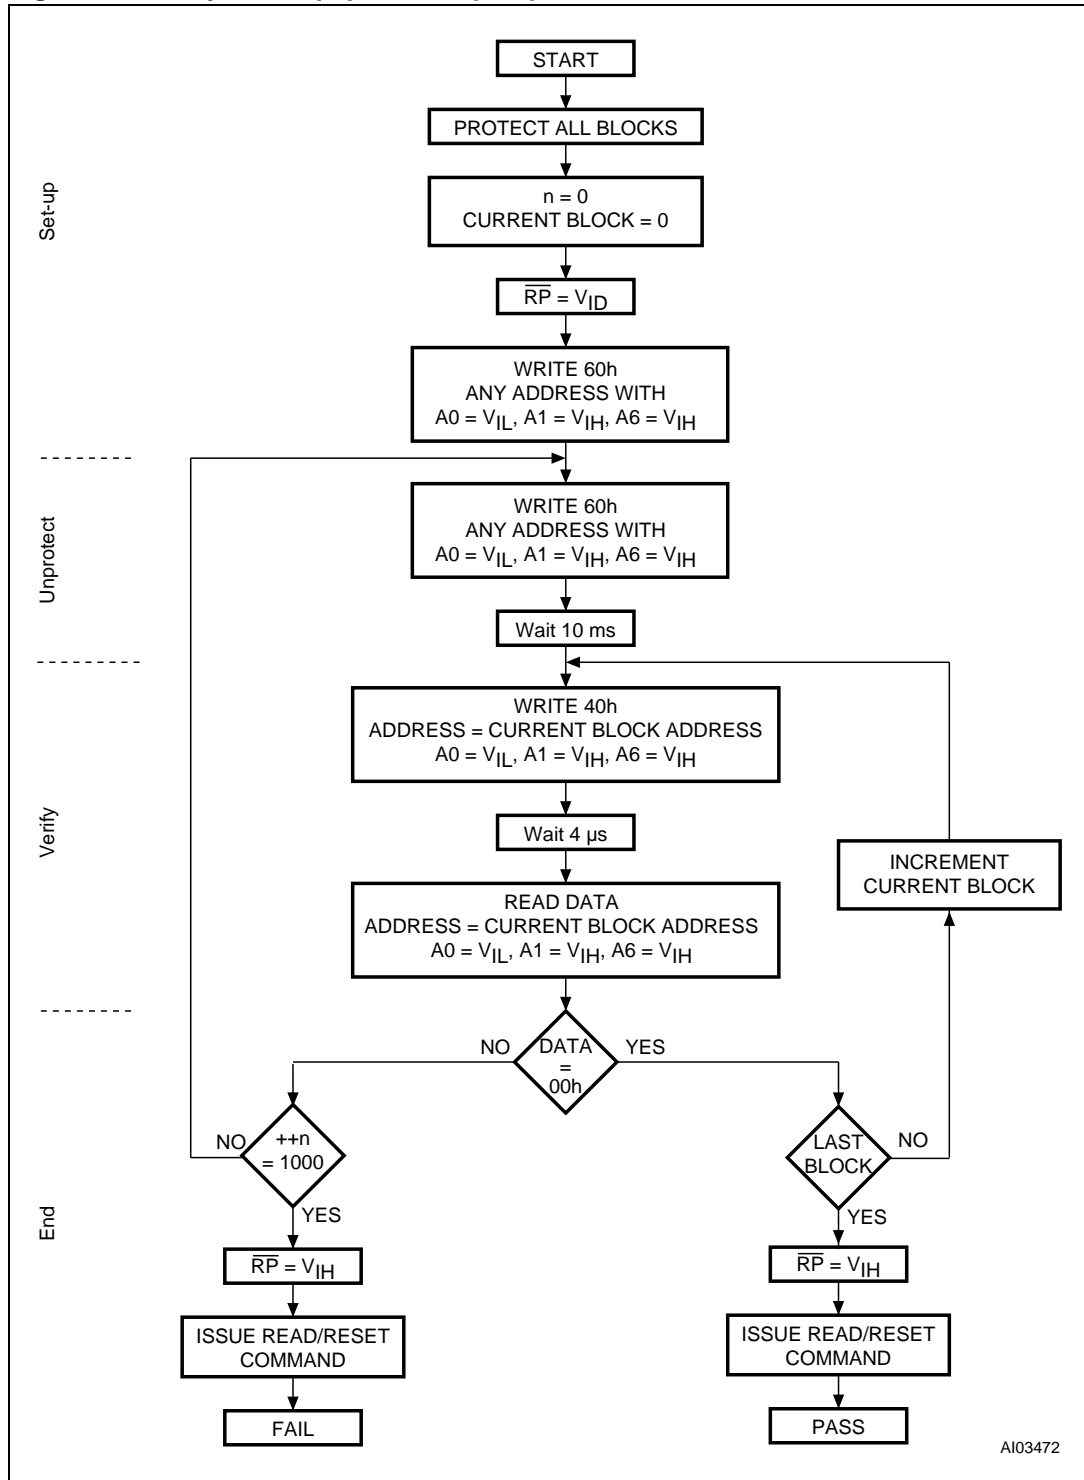 START
PROTECT ALL BLOCKS
n = 0
CURRENT BLOCK = 0
Set-up
RP = VID
WRITE 60h
ANY ADDRESS WITH
A0 = VIL, A1 = VIH, A6 = VIH
WRITE 60h
ANY ADDRESS WITH
A0 = VIL, A1 = VIH, A6 = VIH
Unprotect
Wait 10 ms
WRITE 40h
ADDRESS = CURRENT BLOCK ADDRESS
A0 = VIL, A1 = VIH, A6 = VIH
Wait 4 µs
Verify
INCREMENT
CURRENT BLOCK
READ DATA
ADDRESS = CURRENT BLOCK ADDRESS
A0 = VIL, A1 = VIH, A6 = VIH
NO
DATA
=
00h
YES
NO
++n
= 1000
YES
LAST
BLOCK
NO
YES
End
RP = VIH
RP = VIH
ISSUE READ/RESET
COMMAND
ISSUE READ/RESET
COMMAND
FAIL
PASS
AI03472